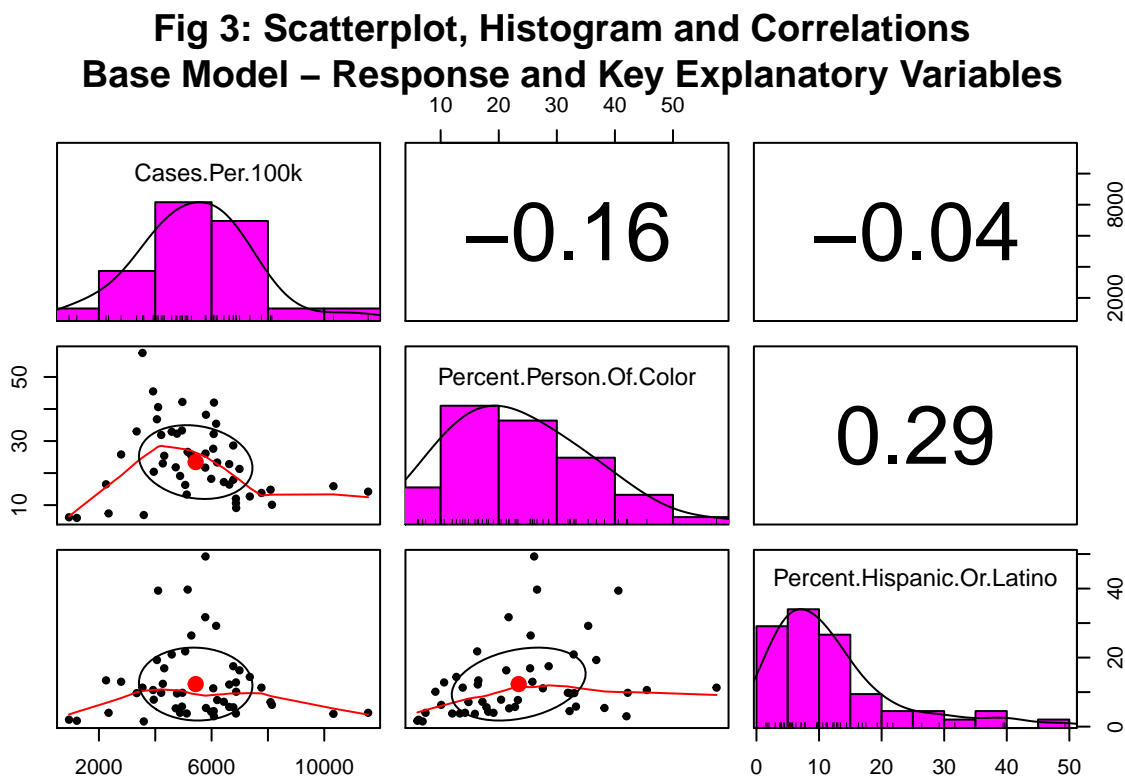 Fig 3: Scatterplot, Histogram and Correlations
Base Model – Response and Key Explanatory Variables
10 20 30 40 50
Cases.Per.100k
–0.16
–0.04
2000 8000
10 30 50
Percent.Person.Of.Color
0.29
Percent.Hispanic.Or.Latino
0 20 40
2000 6000 10000
0 10 20 30 40 50